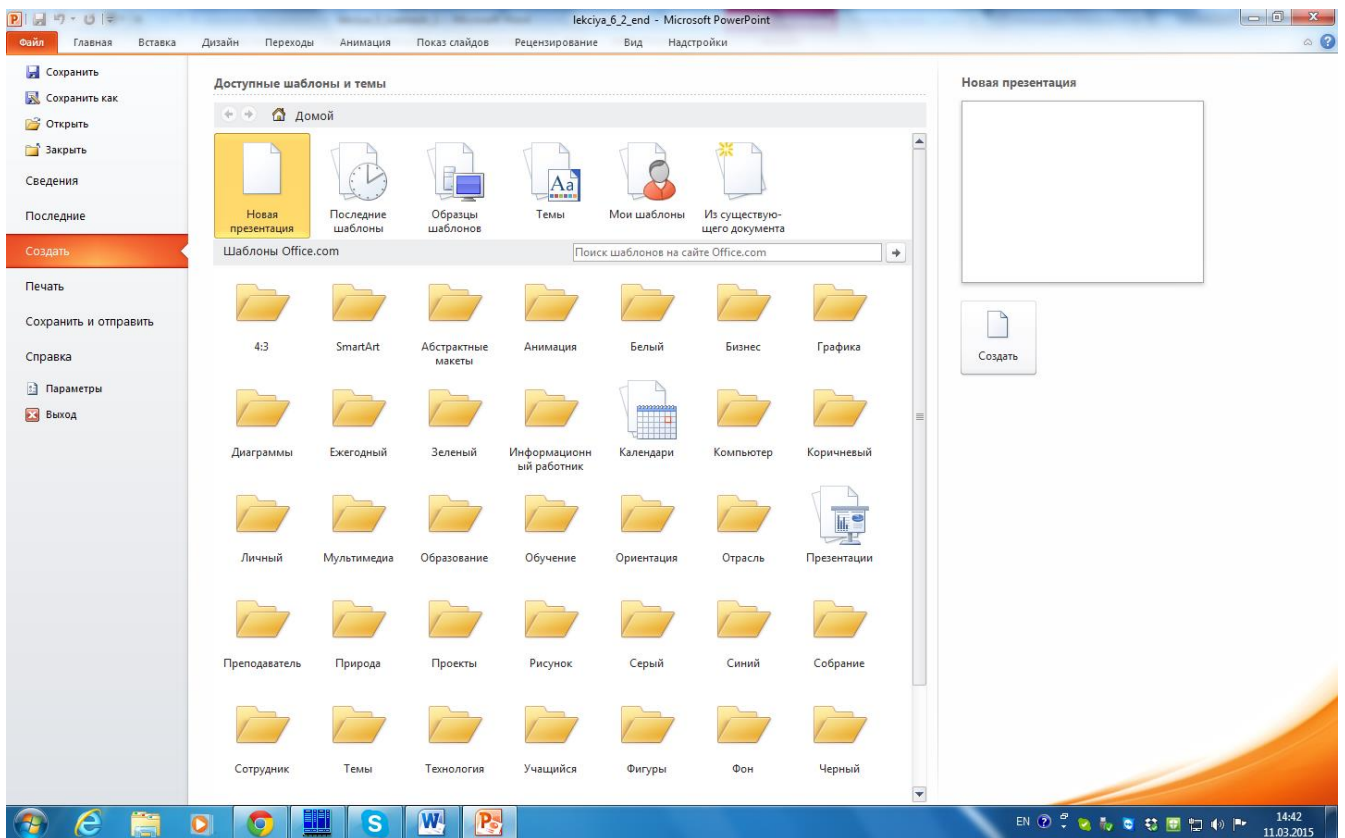 lekciya_6_2_end - Microsoft PowerPoint
Файл Главная Вставка Дизайн Переходы Анимация Показ слайдов Рецензирование Вид Надстройки
Сохранить
Сохранить как
Открыть
Закрыть
Сведения
Последние
Создать
Печать
Сохранить и отправить
Справка
Параметры
Выход
Доступные шаблоны и темы
Домой
Новая
презентация
Последние
шаблоны
Образцы
шаблонов
Темы
Мои шаблоны
Из существую-
щего документа
Шаблоны Office.com
Поиск шаблонов на сайте Office.com
4:3
SmartArt
Абстрактные
макеты
Анимация
Белый
Бизнес
Графика
Диаграммы
Ежегодный
Зеленый
Информационн
ый работник
Календари
Компьютер
Коричневый
Личный
Мультимедиа
Образование
Обучение
Ориентация
Отрасль
Презентации
Преподаватель
Природа
Проекты
Рисунок
Серый
Синий
Собрание
Сотрудник
Темы
Технология
Учащийся
Фигуры
Фон
Черный
Новая презентация
Создать
EN
14:42
11.03.2015